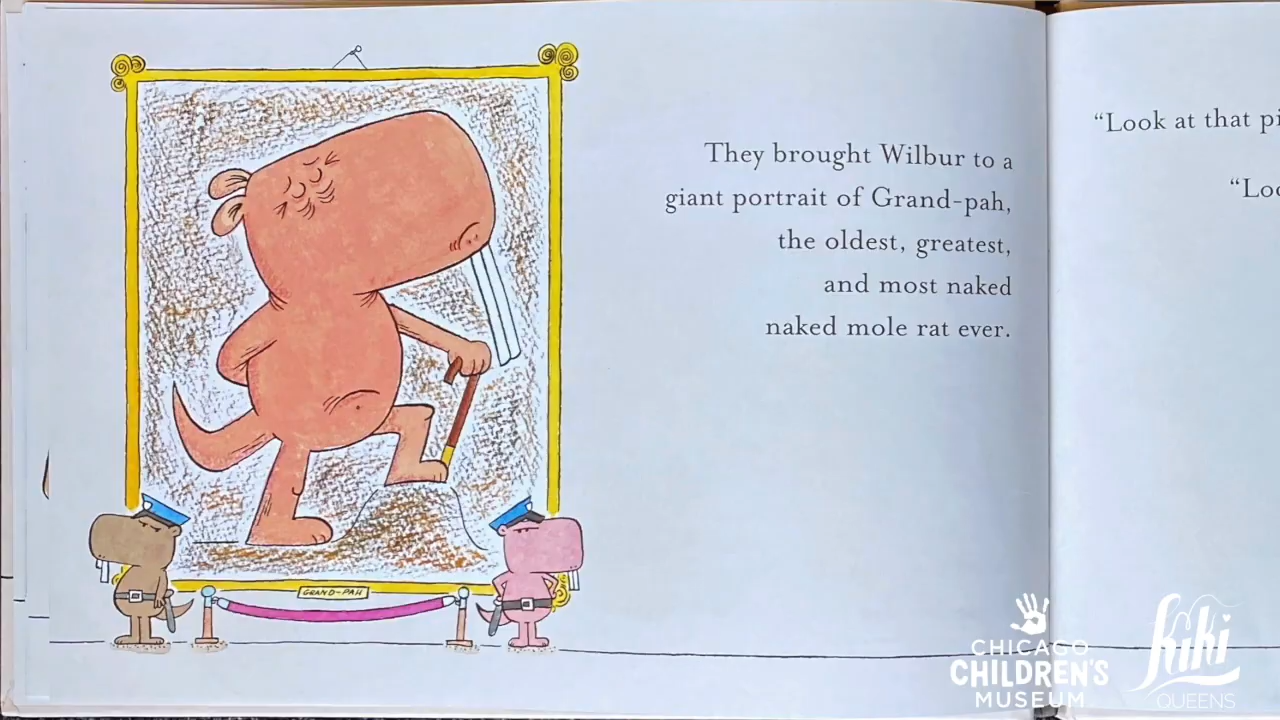 They brought Wilbur to a
giant portrait of Grand-pah,
the oldest, greatest,
and most naked
naked mole rat ever.
GRAND-PAH
“Look at that
“
CHICAGO
CHILDREN'S
MUSEUM
Kiki
QUEENS